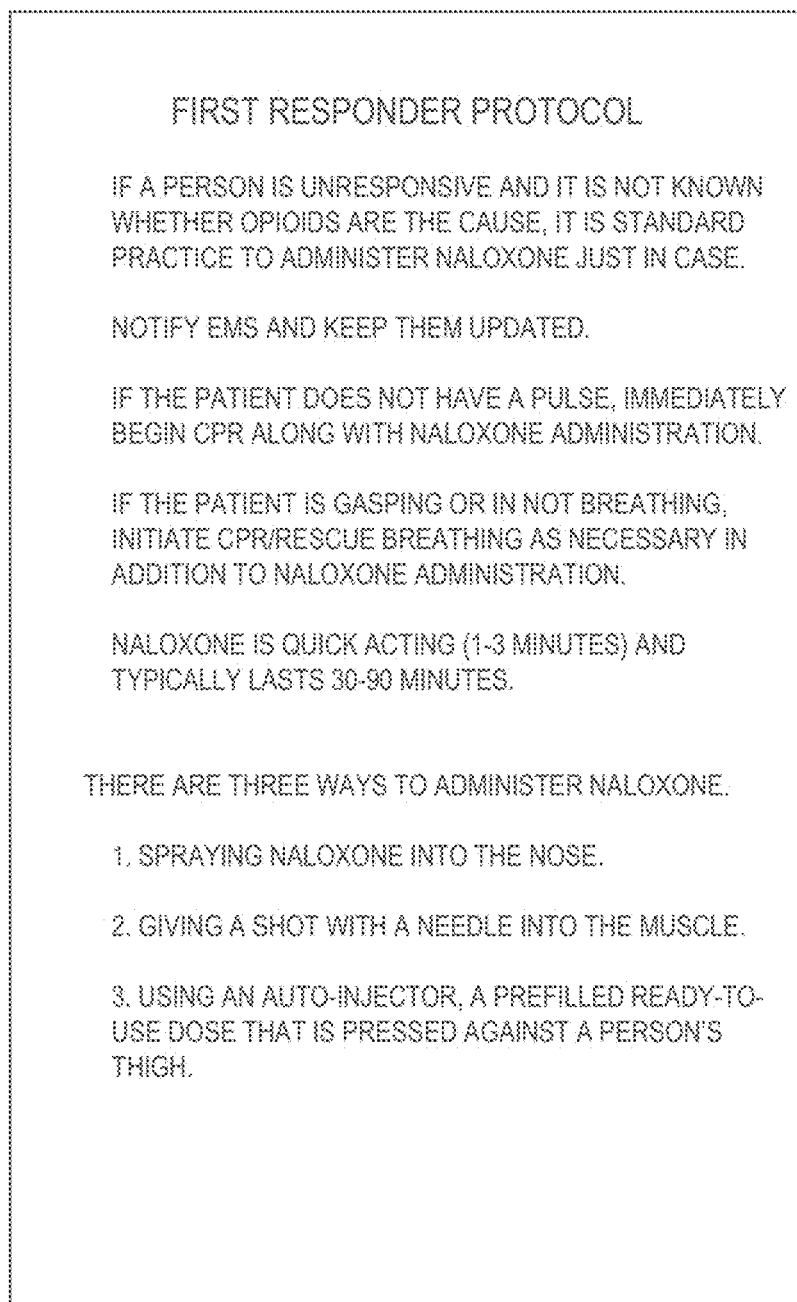 FIRST RESPONDER PROTOCOL
IF A PERSON IS UNRESPONSIVE AND IT IS NOT KNOWN
WHETHER OPIOIDS ARE THE CAUSE, IT IS STANDARD
PRACTICE TO ADMINISTER NALOXONE JUST IN CASE.
NOTIFY EMS AND KEEP THEM UPDATED.
IF THE PATIENT DOES NOT HAVE A PULSE, IMMEDIATELY
BEGIN CPR ALONG WITH NALOXONE ADMINISTRATION.
IF THE PATIENT IS GASPING OR IN NOT BREATHING,
INITIATE CPR/RESCUE BREATHING AS NECESSARY IN
ADDITION TO NALOXONE ADMINISTRATION.
NALOXONE IS QUICK ACTING (1-3 MINUTES) AND
TYPICALLY LASTS 30-90 MINUTES.
THERE ARE THREE WAYS TO ADMINISTER NALOXONE.
1. SPRAYING NALOXONE INTO THE NOSE.
2. GIVING A SHOT WITH A NEEDLE INTO THE MUSCLE.
3. USING AN AUTO-INJECTOR, A PREFILLED READY-TO-
USE DOSE THAT IS PRESSED AGAINST A PERSON'S
THIGH.